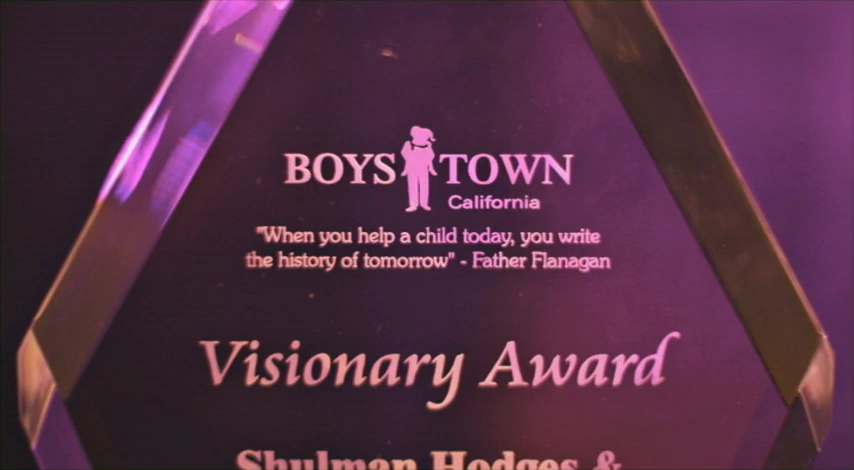 BOYS TOWN
California
"When you help a child today, you write
the history of tomorrow" - Father Flanagan
Visionary Award
Shulman Hodges &